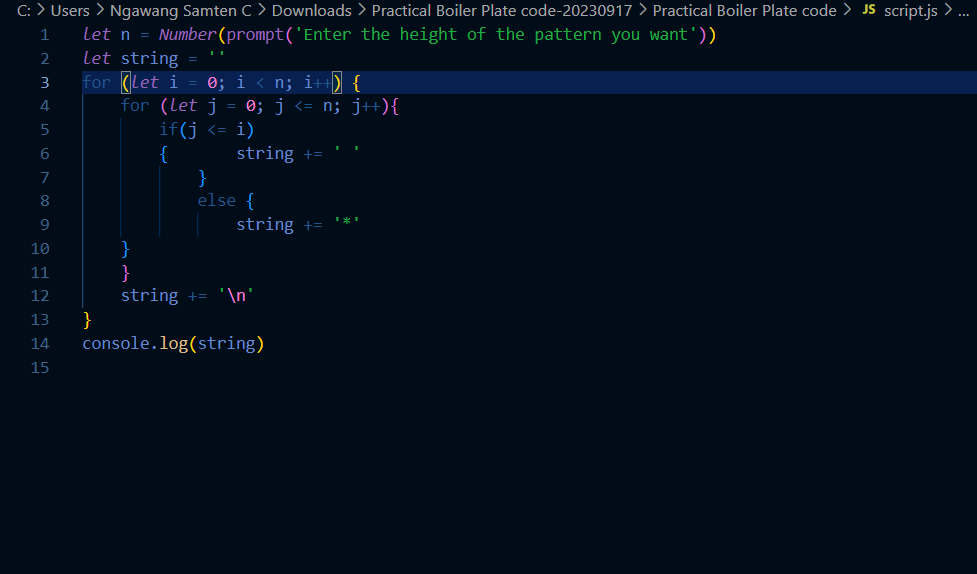 C: > Users > Ngawang Samten C > Downloads > Practical Boiler Plate code-20230917 > Practical Boiler Plate code > JS script.js > ...
1 let n = Number(prompt('Enter the height of the pattern you want'))
2 let string = ''
3 for (let i = 0; i < n; i++) {
4     for (let j = 0; j <= n; j++){
5         if(j <= i)
6         {       string += ' '
7             }
8             else {
9                 string += '*'
10     }
11     }
12     string += '\n'
13 }
14 console.log(string)
15